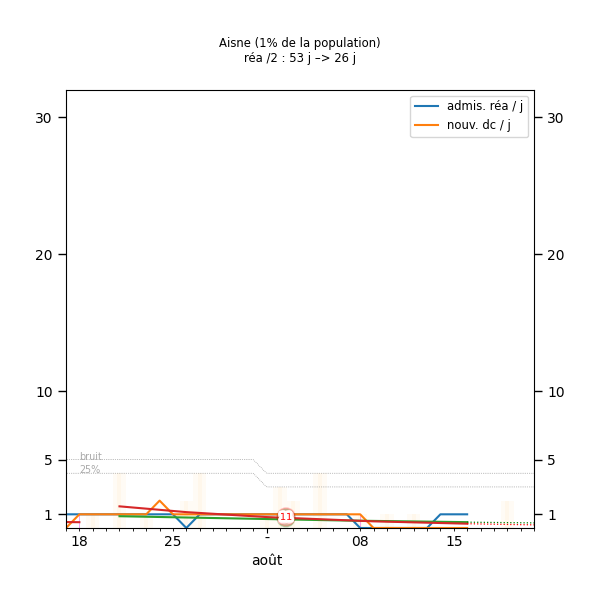 Aisne (1% de la population)
réa /2 : 53 j –> 26 j
admis. réa / j
nouv. dc / j
30
30
20
20
10
10
5
5
1
1
bruit
25%
11
18
25
-
08
15
août